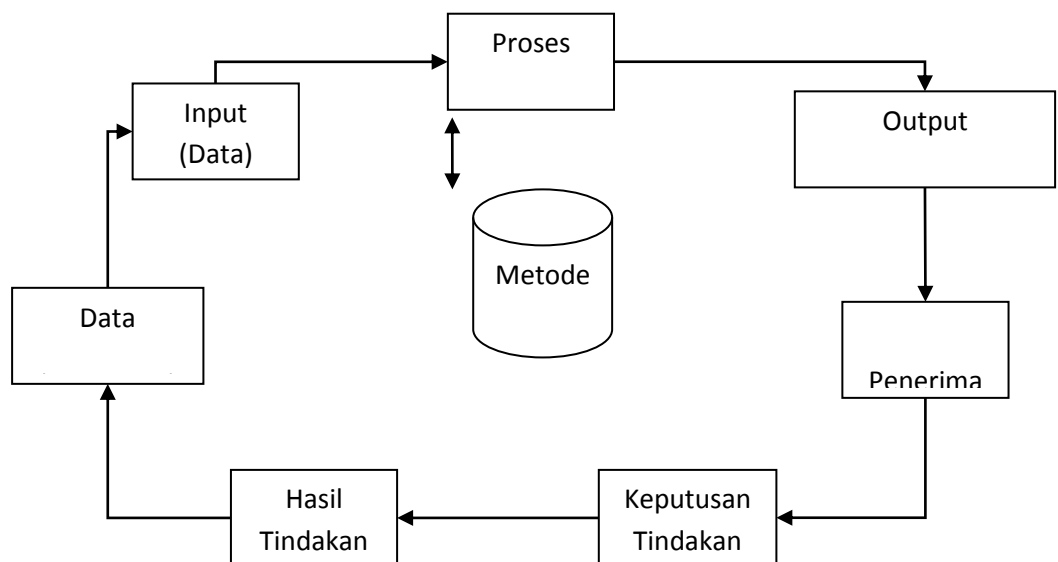 Proses
Input
(Data)
Output
Metode
Data
Penerima
Hasil
Tindakan
Keputusan
Tindakan